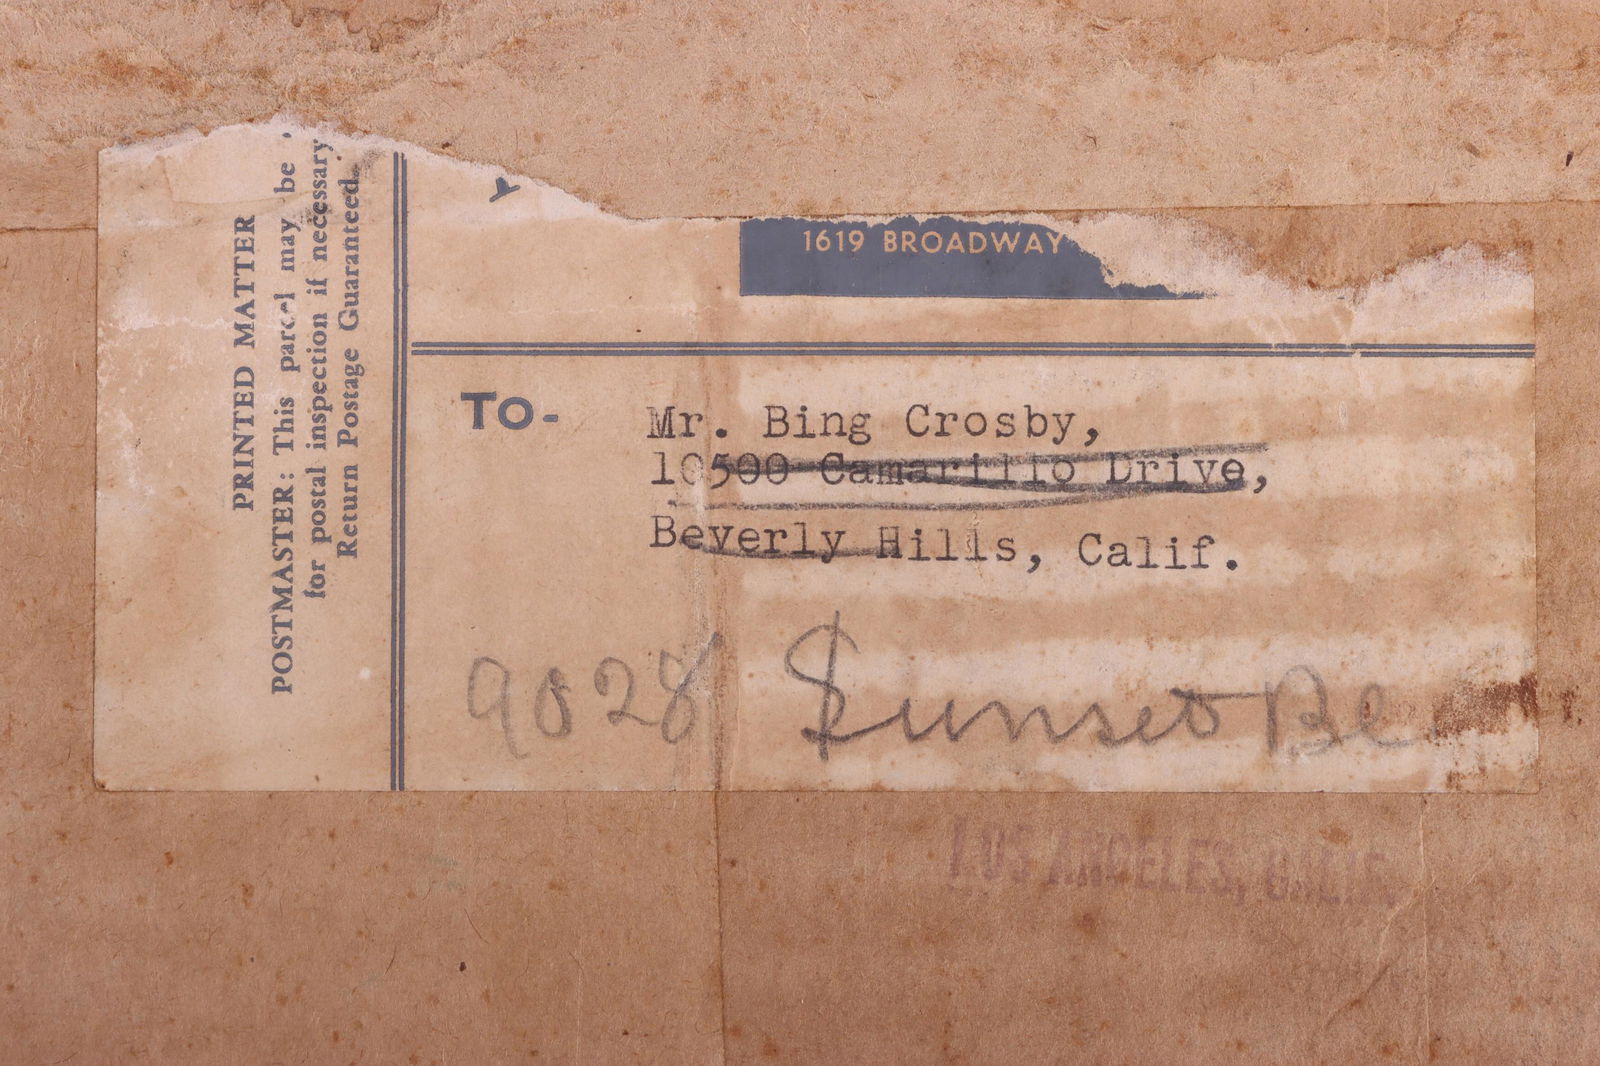 PRINTED MATTER
POSTMASTER: This parcel may be
for postal inspection if necessary
Return Postage Guaranteed.
Y
1619 BROADWAY
TO-
Mr. Bing Crosby,
10500 Camarillo Drive,
Beverly Hills, Calif.
9028 Sunset Bl
LOS ANGELES, CALIF.